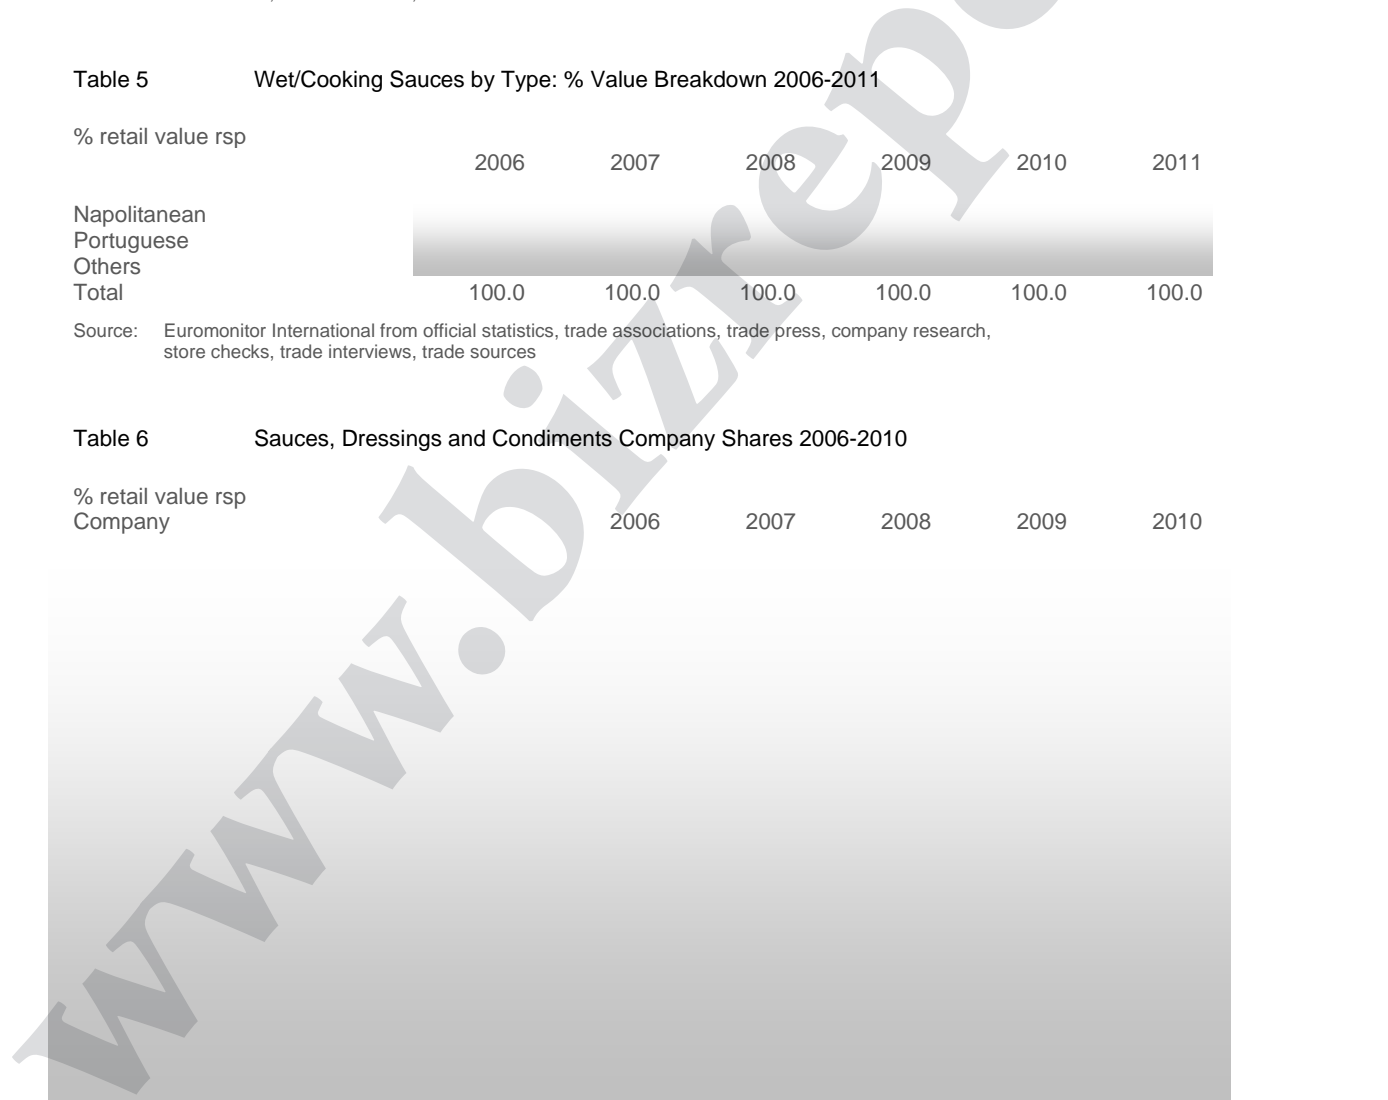 Table 5 Wet/Cooking Sauces by Type: % Value Breakdown 2006-2011
% retail value rsp
2006 2007 2008 2009 2010 2011
Napolitanean
Portuguese
Others
Total 100.0 100.0 100.0 100.0 100.0 100.0
Source: Euromonitor International from official statistics, trade associations, trade press, company research,
store checks, trade interviews, trade sources
Table 6 Sauces, Dressings and Condiments Company Shares 2006-2010
% retail value rsp
Company 2006 2007 2008 2009 2010
www.bizrepo